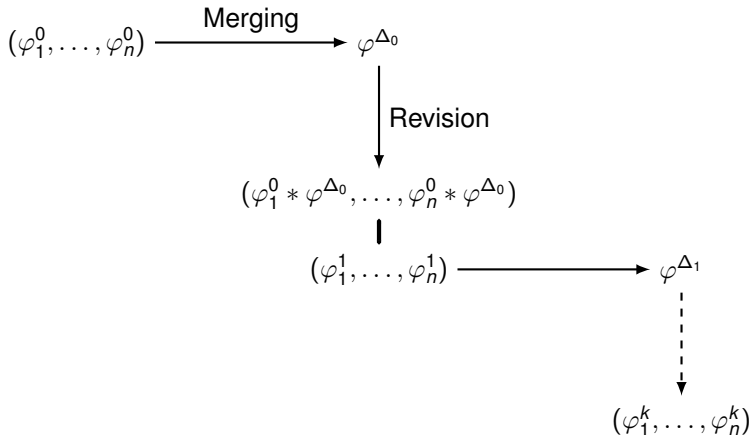 Merging
(φ₁⁰, . . . , φₙ⁰) φ^Δ₀
Revision
(φ₁⁰ ∗ φ^Δ₀, . . . , φₙ⁰ ∗ φ^Δ₀)
(φ₁¹, . . . , φₙ¹) φ^Δ₁
(φ₁ᵏ, . . . , φₙᵏ)